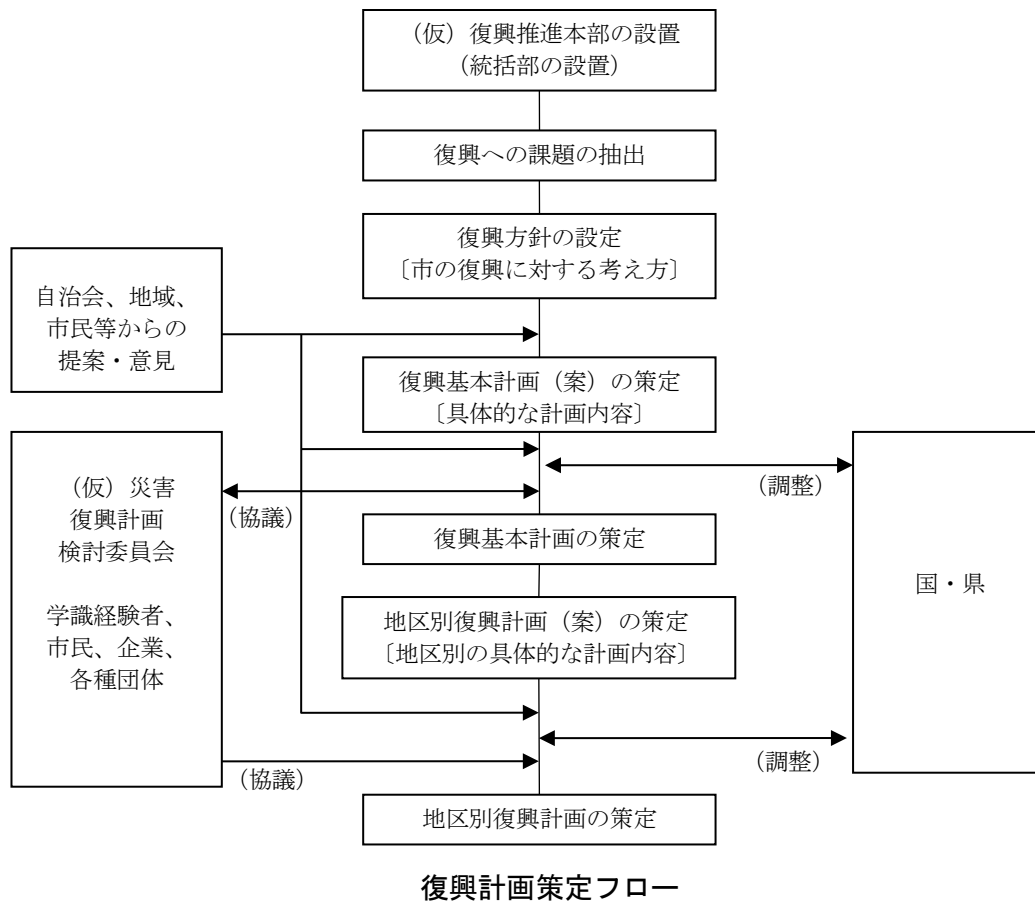 （仮）復興推進本部の設置
（統括部の設置）
復興への課題の抽出
復興方針の設定
〔市の復興に対する考え方〕
自治会、地域、
市民等からの
提案・意見
復興基本計画（案）の策定
〔具体的な計画内容〕
（仮）災害
復興計画
検討委員会
学識経験者、
市民、企業、
各種団体
（協議）
（調整）
国・県
復興基本計画の策定
地区別復興計画（案）の策定
〔地区別の具体的な計画内容〕
（協議）
（調整）
地区別復興計画の策定
復興計画策定フロー